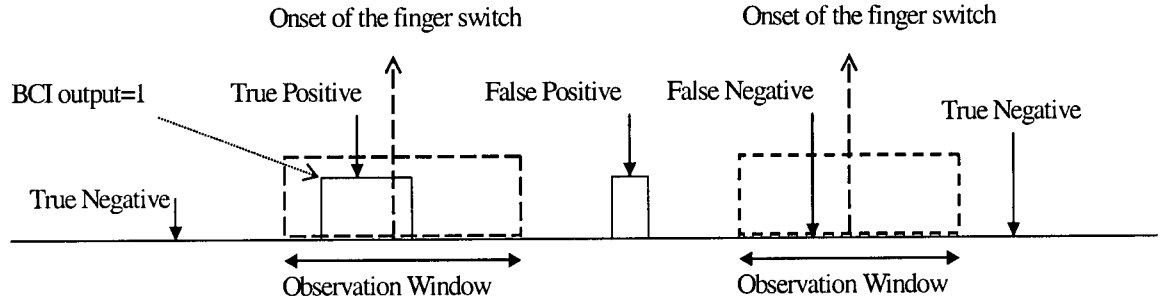 Onset of the finger switch
Onset of the finger switch
BCI output=1
True Positive
False Positive
False Negative
True Negative
True Negative
Observation Window
Observation Window